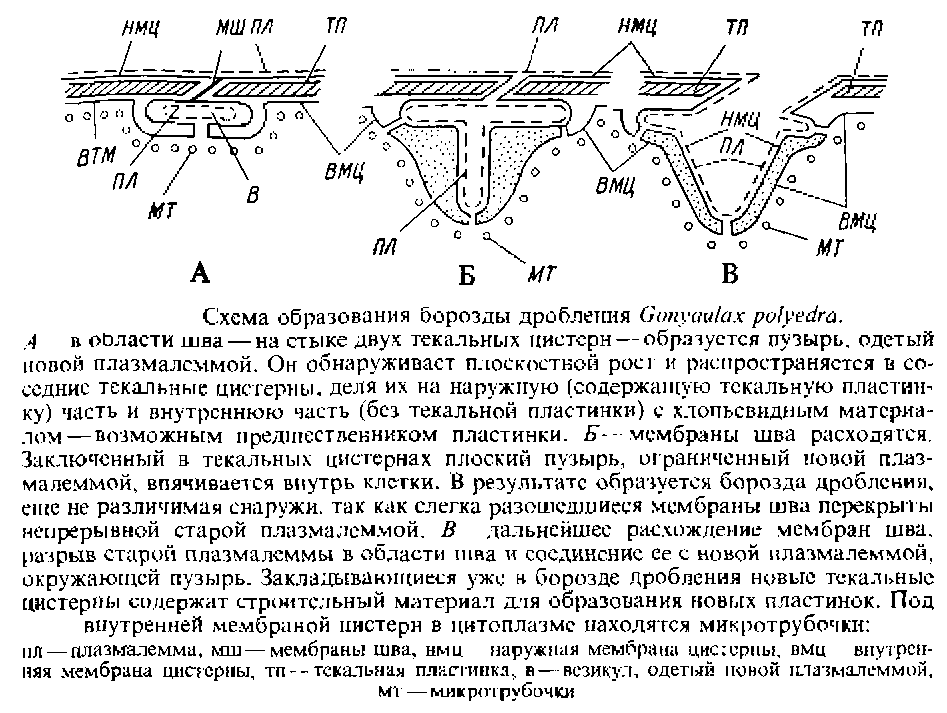 НМЦ МШ ПЛ ТП ПЛ НМЦ ТП ТП
ВТМ ПЛ МТ В ВМЦ ПЛ МТ ВМЦ НМЦ ПЛ ВМЦ МТ
А Б В
Схема образования борозды дробления Gonyaulax polyedra.
А в области шва — на стыке двух текальных цистерн — образуется пузырь, одетый
новой плазмалеммой. Он обнаруживает плоскостной рост и распространяется в со-
седние текальные цистерны, деля их на наружную (содержащую текальную пластин-
ку) часть и внутреннюю часть (без текальной пластинки) с хлопьевидным материа-
лом — возможным предшественником пластинки. Б — мембраны шва расходятся.
Заключенный в текальных цистернах плоский пузырь, ограниченный новой плаз-
малеммой, впячивается внутрь клетки. В результате образуется борозда дробления,
еще не различимая снаружи, так как слегка разошедшиеся мембраны шва перекрыты
непрерывной старой плазмалеммой. В дальнейшее расхождение мембран шва,
разрыв старой плазмалеммы в области шва и соединение ее с новой плазмалеммой,
окружающей пузырь. Закладывающиеся уже в борозде дробления новые текальные
цистерны содержат строительный материал для образования новых пластинок. Под
внутренней мембраной цистерн в цитоплазме находятся микротрубочки:
пл — плазмалемма, мш — мембраны шва, нмц наружная мембрана цистерны, вмц внутрен-
няя мембрана цистерны, тп — текальная пластинка, в — везикул, одетый новой плазмалеммой,
мт — микротрубочки